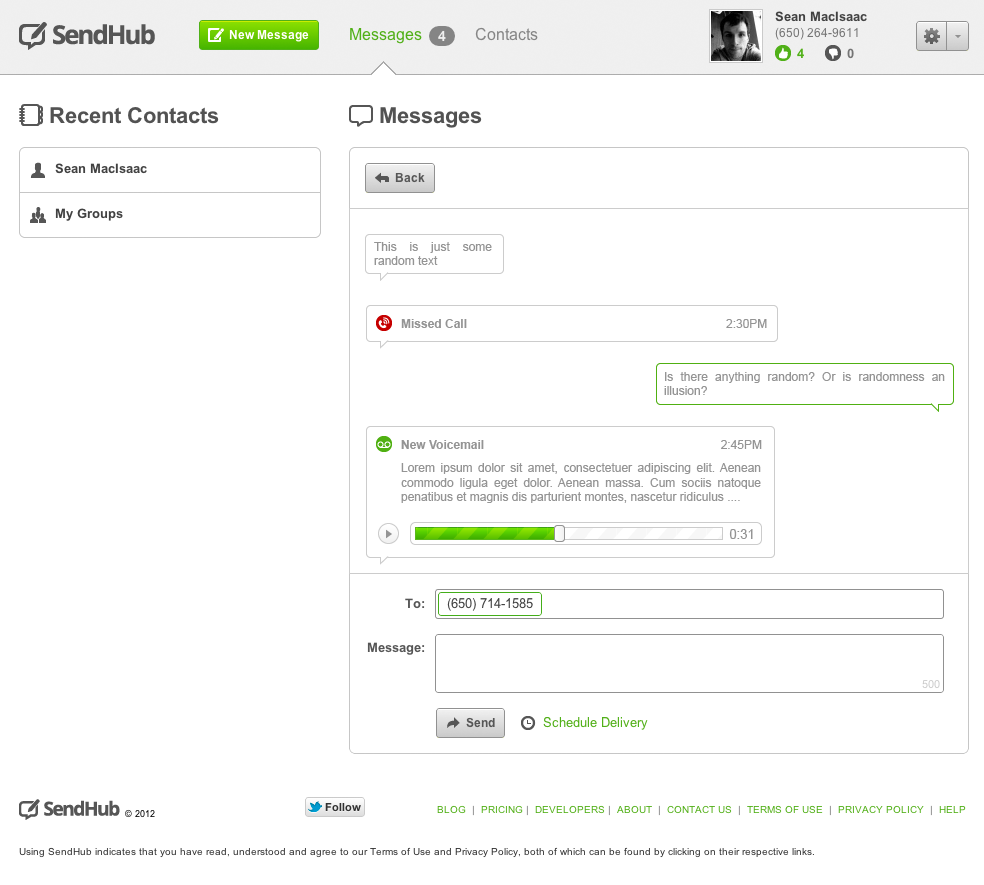 SendHub
New Message
Messages 4
Contacts
Sean MacIsaac
(650) 264-9611
4
0
Recent Contacts
Sean MacIsaac
My Groups
Messages
Back
This is just some
random text
Missed Call 2:30PM
Is there anything random? Or is randomness an
illusion?
New Voicemail 2:45PM
Lorem ipsum dolor sit amet, consectetuer adipiscing elit. Aenean
commodo ligula eget dolor. Aenean massa. Cum sociis natoque
penatibus et magnis dis parturient montes, nascetur ridiculus ....
0:31
To: (650) 714-1585
Message:
500
Send
Schedule Delivery
SendHub © 2012
Follow
BLOG | PRICING | DEVELOPERS | ABOUT | CONTACT US | TERMS OF USE | PRIVACY POLICY | HELP
Using SendHub indicates that you have read, understood and agree to our Terms of Use and Privacy Policy, both of which can be found by clicking on their respective links.